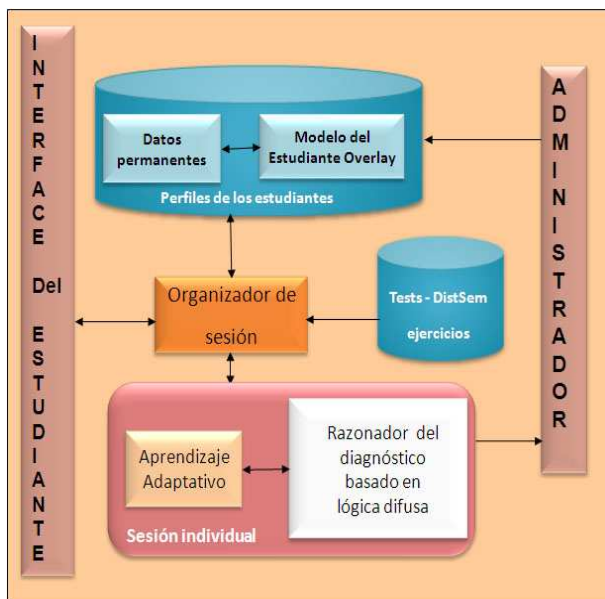 INTERFACE Del ESTUDIANTE
Datos
permanentes
Modelo del
Estudiante Overlay
Perfiles de los estudiantes
Organizador de
sesión
Tests - DistSem
ejercicios
Aprendizaje
Adaptativo
Razonador del
diagnóstico
basado en
lógica difusa
Sesión individual
ADMINISTRADOR